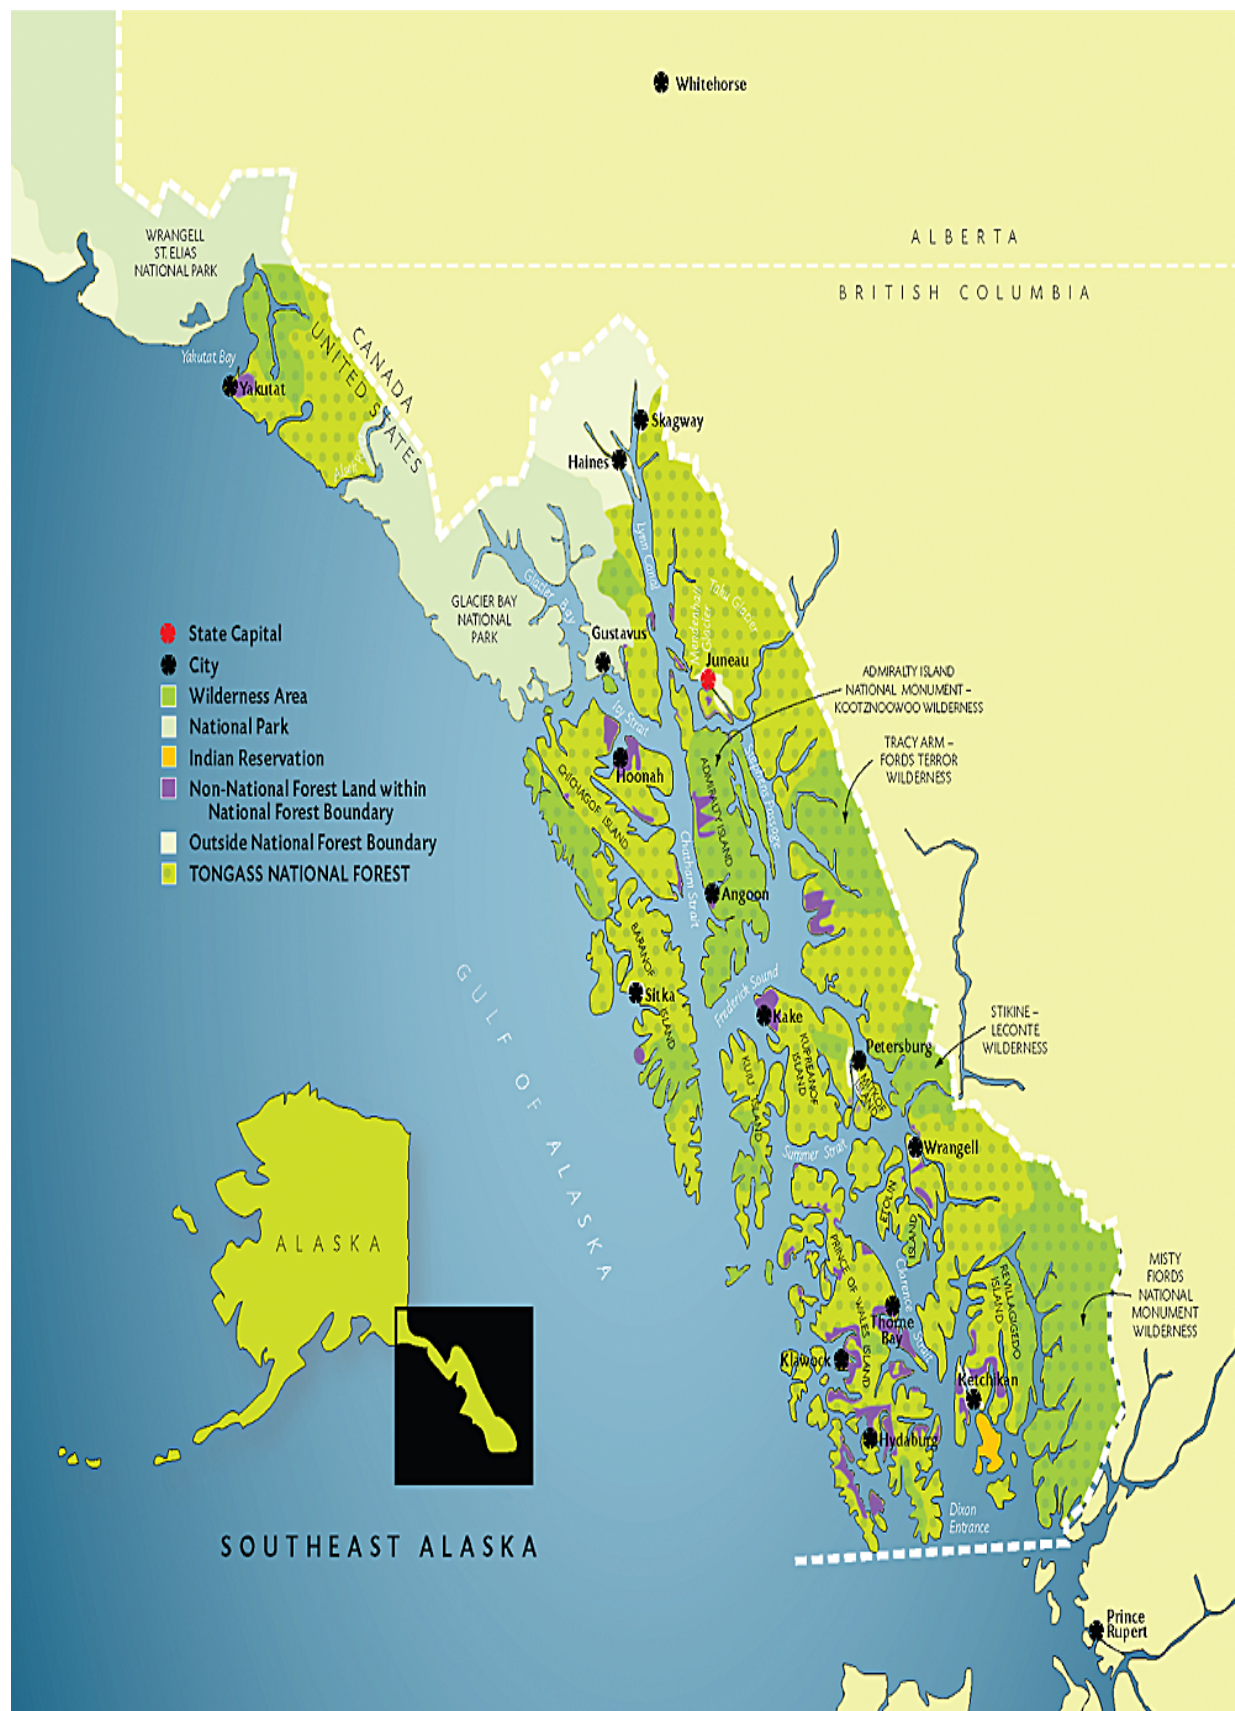 Whitehorse
ALBERTA
BRITISH COLUMBIA
WRANGELL
ST. ELIAS
NATIONAL PARK
CANADA
UNITED STATES
Yakutat Bay
Yakutat
Skagway
Haines
Lynn Canal
Glacier Bay
GLACIER BAY
NATIONAL
PARK
Gustavus
Mendenhall
Glacier
Taku Glacier
Juneau
State Capital
City
Wilderness Area
National Park
Indian Reservation
Non-National Forest Land within
National Forest Boundary
Outside National Forest Boundary
TONGASS NATIONAL FOREST
ADMIRALTY ISLAND
NATIONAL MONUMENT –
KOOTZNOOWOO WILDERNESS
TRACY ARM –
FORDS TERROR
WILDERNESS
Icy Strait
Hoonah
CHICHAGOF ISLAND
ADMIRALTY ISLAND
Stephens Passage
Chatham Strait
Angoon
BARANOF
ISLAND
Sitka
Frederick Sound
Kake
KUPREANOF
ISLAND
KUIU ISLAND
Petersburg
MITKOF
ISLAND
STIKINE –
LECONTE
WILDERNESS
GULF OF ALASKA
Sumner Strait
Wrangell
ETOLIN
ISLAND
PRINCE OF WALES ISLAND
Clarence Strait
REVILLAGIGEDO
ISLAND
MISTY
FIORDS
NATIONAL
MONUMENT
WILDERNESS
Thorne
Bay
Klawock
Ketchikan
Hydaburg
Dixon
Entrance
ALASKA
SOUTHEAST ALASKA
Prince
Rupert